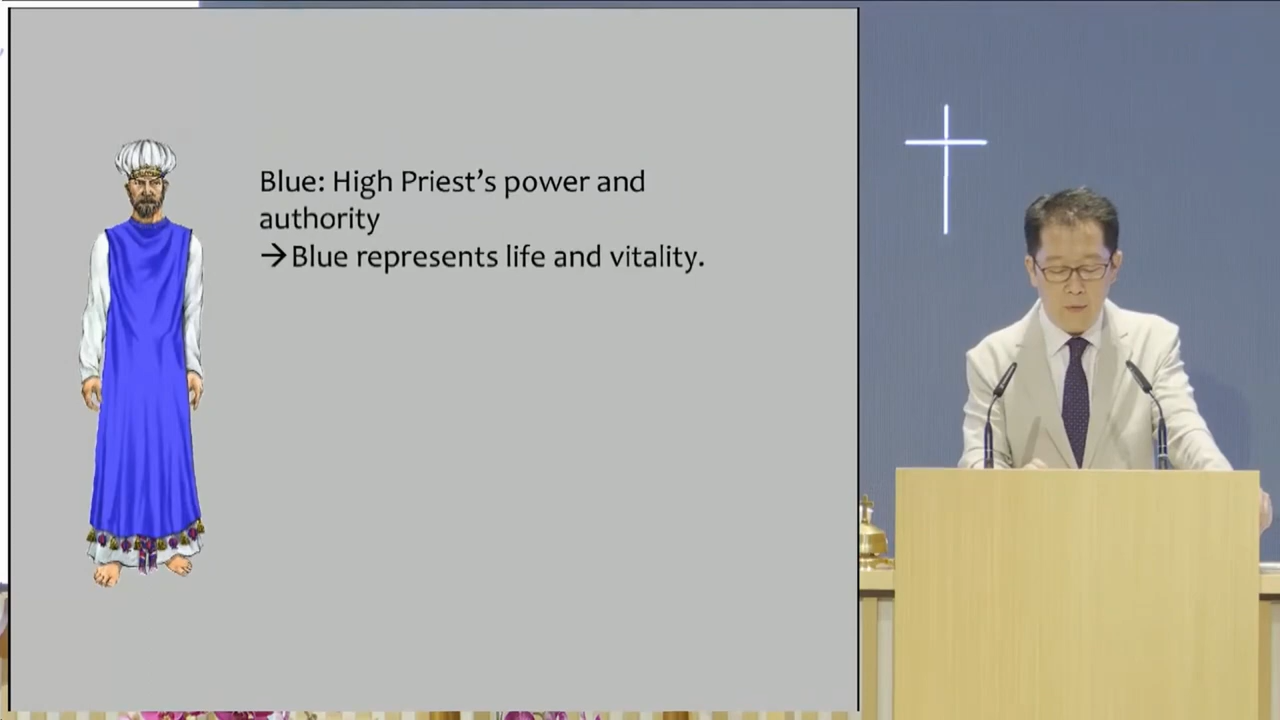 Blue: High Priest’s power and
authority
→Blue represents life and vitality.